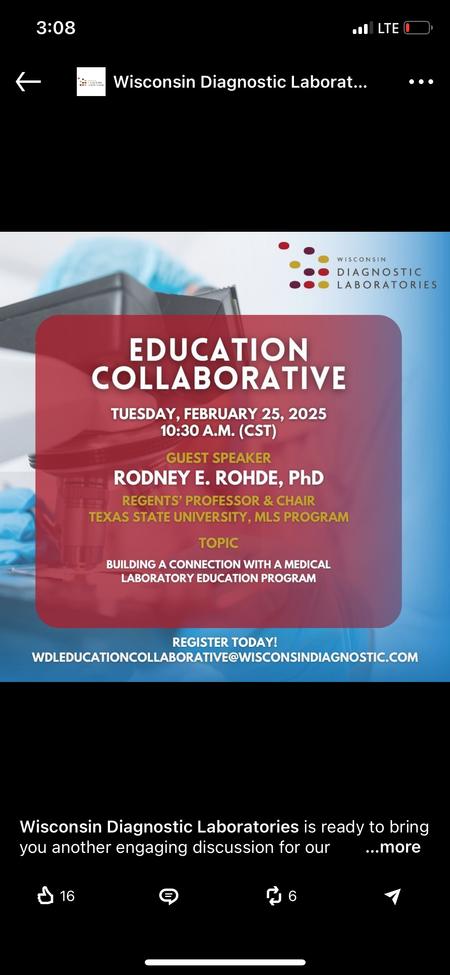 3:08
LTE
Wisconsin Diagnostic Laborat...
WISCONSIN
DIAGNOSTIC
LABORATORIES
EDUCATION
COLLABORATIVE
TUESDAY, FEBRUARY 25, 2025
10:30 A.M. (CST)
GUEST SPEAKER
RODNEY E. ROHDE, PhD
REGENTS' PROFESSOR & CHAIR
TEXAS STATE UNIVERSITY, MLS PROGRAM
TOPIC
BUILDING A CONNECTION WITH A MEDICAL
LABORATORY EDUCATION PROGRAM
REGISTER TODAY!
WDLEDUCATIONCOLLABORATIVE@WISCONSINDIAGNOSTIC.COM
Wisconsin Diagnostic Laboratories is ready to bring
you another engaging discussion for our ...more
16
6